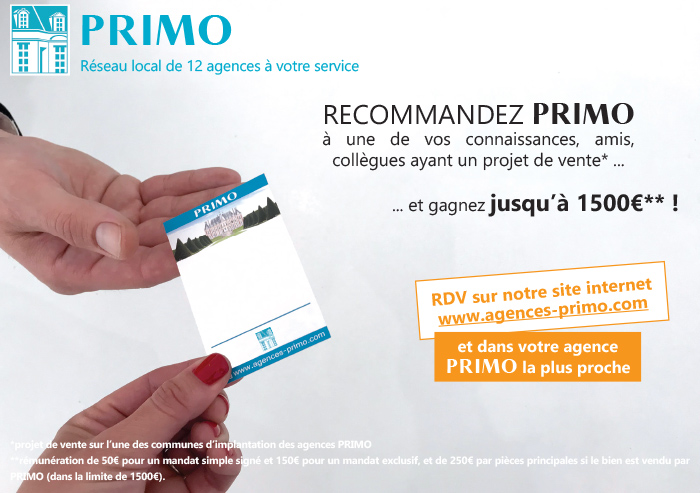 PRIMO
Réseau local de 12 agences à votre service
RECOMMANDEZ PRIMO
à une de vos connaissances, amis,
collègues ayant un projet de vente* ...
... et gagnez jusqu'à 1500€** !
PRIMO
www.agences-primo.com
RDV sur notre site internet
www.agences-primo.com
et dans votre agence
PRIMO la plus proche
*projet de vente sur l'une des communes d'implantation des agences PRIMO
**rémunération de 50€ pour un mandat simple signé et 150€ pour un mandat exclusif, et de 250€ par pièces principales si le bien est vendu par
PRIMO (dans la limite de 1500€).